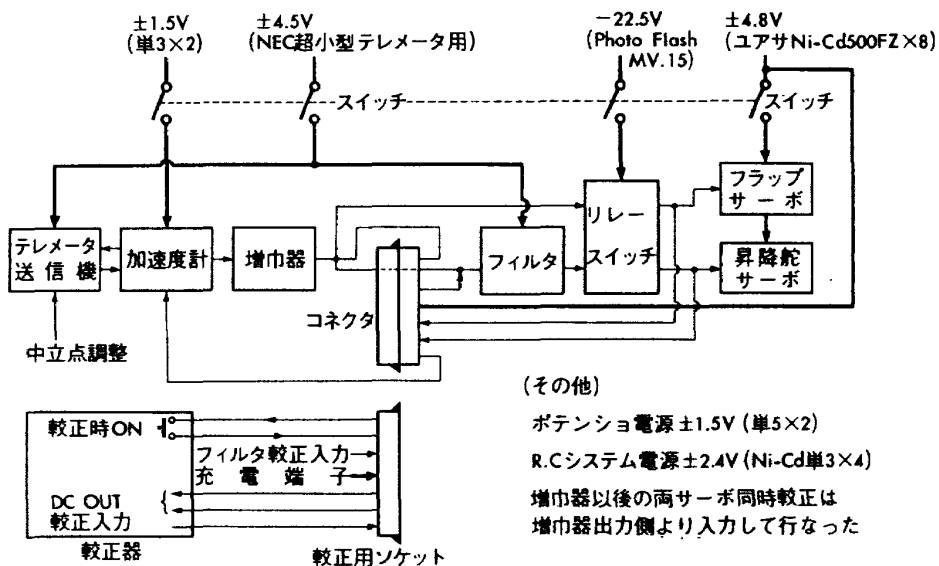 ±1.5V
(単3×2)
±4.5V
(NEC超小型テレメータ用)
−22.5V
(Photo Flash
MV.15)
±4.8V
(ユアサNi-Cd500FZ×8)
スイッチ
スイッチ
テレメータ
送信機
加速度計
増巾器
フィルタ
リレー
スイッチ
フラップ
サーボ
昇降舵
サーボ
コネクタ
中立点調整
較正時ON
フィルタ較正入力
充電端子
DC OUT
較正入力
較正器
較正用ソケット
(その他)
ポテンショ電源±1.5V(単5×2)
R.Cシステム電源±2.4V(Ni-Cd単3×4)
増巾器以後の両サーボ同時較正は
増巾器出力側より入力して行なった